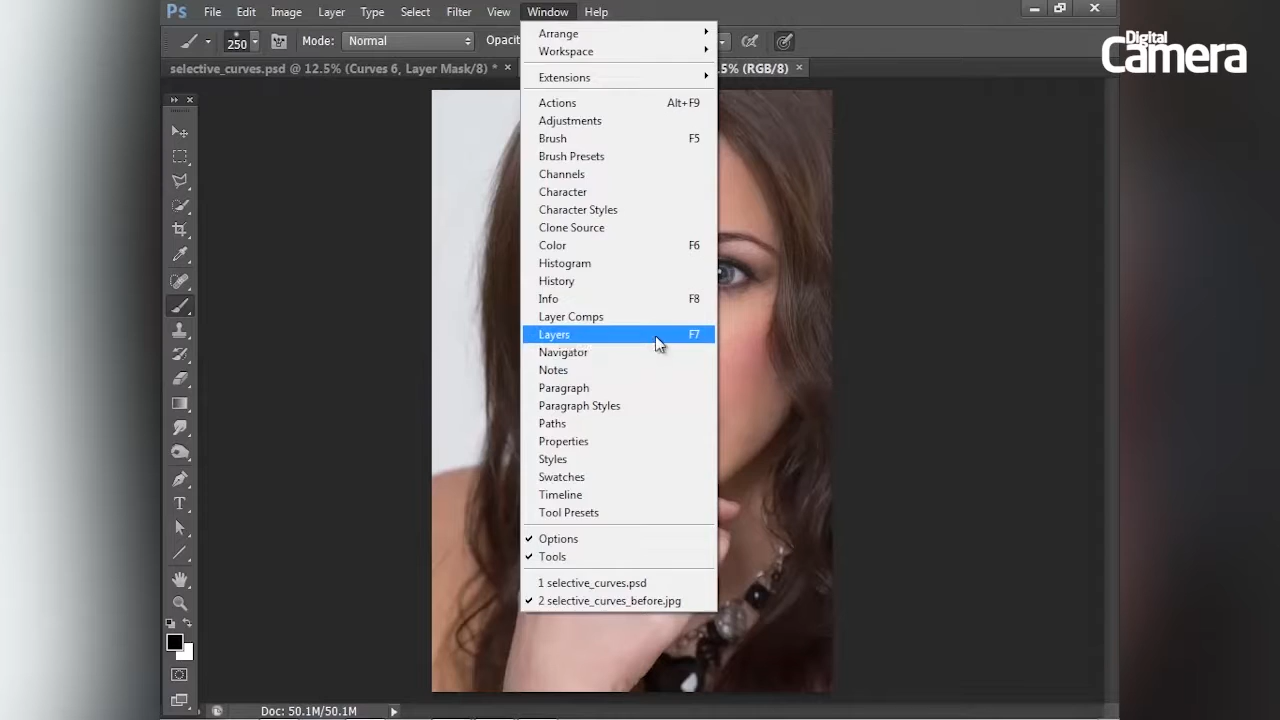 Ps File Edit Image Layer Type Select Filter View Window Help
250 Mode: Normal Opacit
Digital
Camera
selective_curves.psd @ 12.5% (Curves 6, Layer Mask/8) * × .5% (RGB/8) ×
Arrange
Workspace
Extensions
Actions Alt+F9
Adjustments
Brush F5
Brush Presets
Channels
Character
Character Styles
Clone Source
Color F6
Histogram
History
Info F8
Layer Comps
Layers F7
Navigator
Notes
Paragraph
Paragraph Styles
Paths
Properties
Styles
Swatches
Timeline
Tool Presets
Options
Tools
1 selective_curves.psd
2 selective_curves_before.jpg
Doc: 50.1M/50.1M